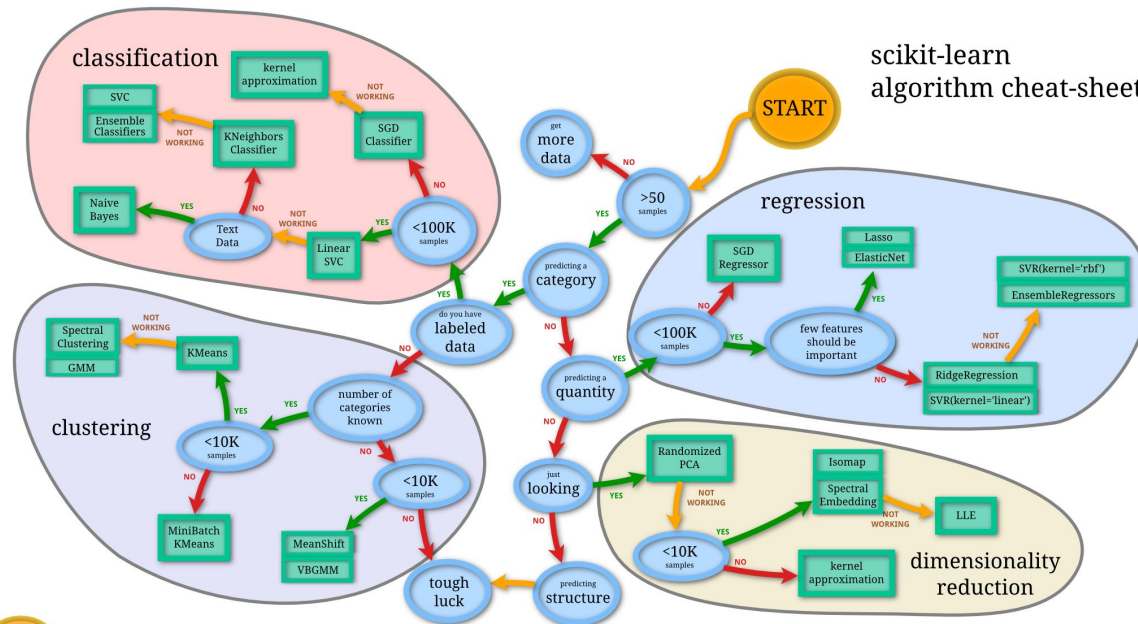 scikit-learn
algorithm cheat-sheet
START
get
more
data
NO
>50
samples
YES
predicting a
category
YES
NO
do you have
labeled
data
YES
NO
predicting a
quantity
YES
NO
just
looking
YES
NO
predicting
structure
tough
luck
classification
kernel
approximation
NOT
WORKING
SVC
Ensemble
Classifiers
NOT
WORKING
KNeighbors
Classifier
SGD
Classifier
NO
Naive
Bayes
YES
NO
Text
Data
NOT
WORKING
Linear
SVC
YES
<100K
samples
regression
SGD
Regressor
NO
<100K
samples
YES
Lasso
ElasticNet
YES
few features
should be
important
NO
SVR(kernel='rbf')
EnsembleRegressors
NOT
WORKING
RidgeRegression
SVR(kernel='linear')
clustering
Spectral
Clustering
GMM
NOT
WORKING
KMeans
YES
<10K
samples
YES
number of
categories
known
NO
NO
MiniBatch
KMeans
<10K
samples
YES
NO
MeanShift
VBGMM
dimensionality
reduction
Randomized
PCA
NOT
WORKING
<10K
samples
YES
NO
Isomap
Spectral
Embedding
NOT
WORKING
LLE
kernel
approximation